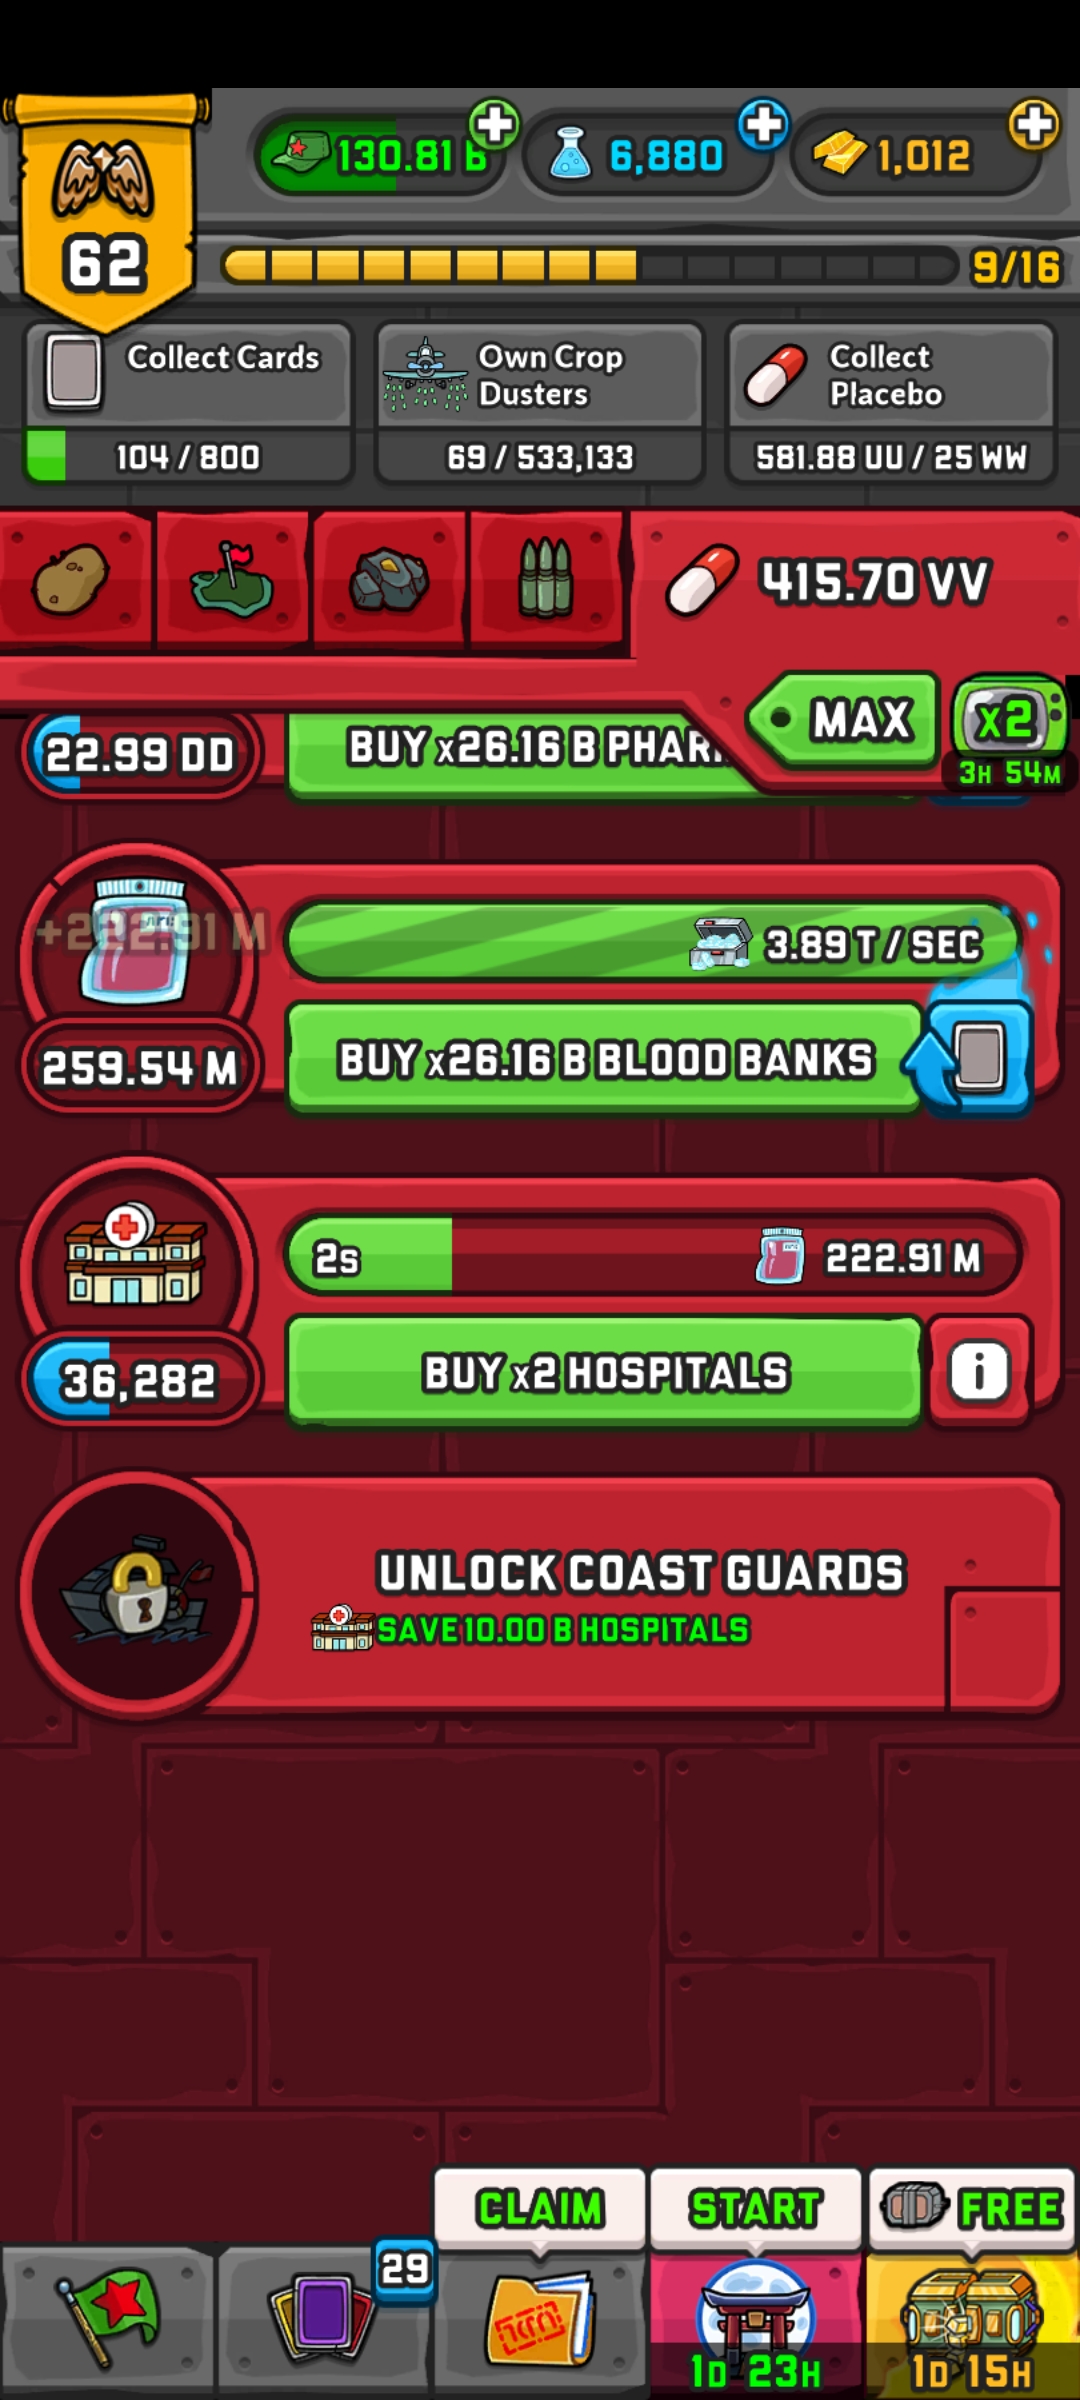 130.81 B
6,880
1,012
62
9/16
Collect Cards
104 / 800
Own Crop
Dusters
69 / 533,133
Collect
Placebo
581.88 UU / 25 WW
415.70 VV
MAX
x2
3H 54M
22.99 DD
BUY x26.16 B PHAR
+222.91 M
3.89 T / SEC
259.54 M
BUY x26.16 B BLOOD BANKS
2s
222.91 M
36,282
BUY x2 HOSPITALS
i
UNLOCK COAST GUARDS
SAVE 10.00 B HOSPITALS
CLAIM
START
FREE
29
1D 23H
1D 15H